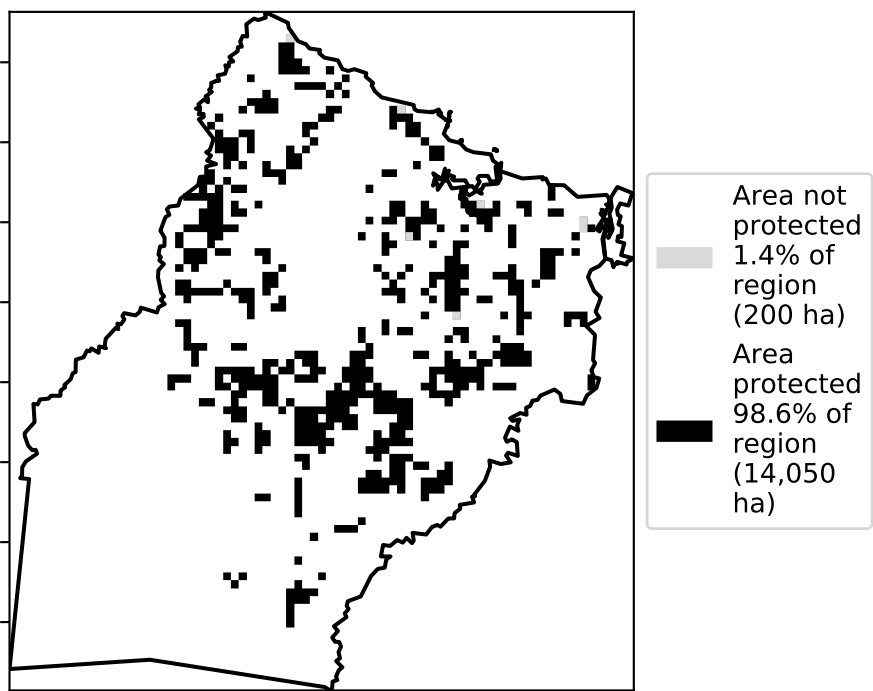 Area not
protected
1.4% of
region
(200 ha)
Area
protected
98.6% of
region
(14,050
ha)